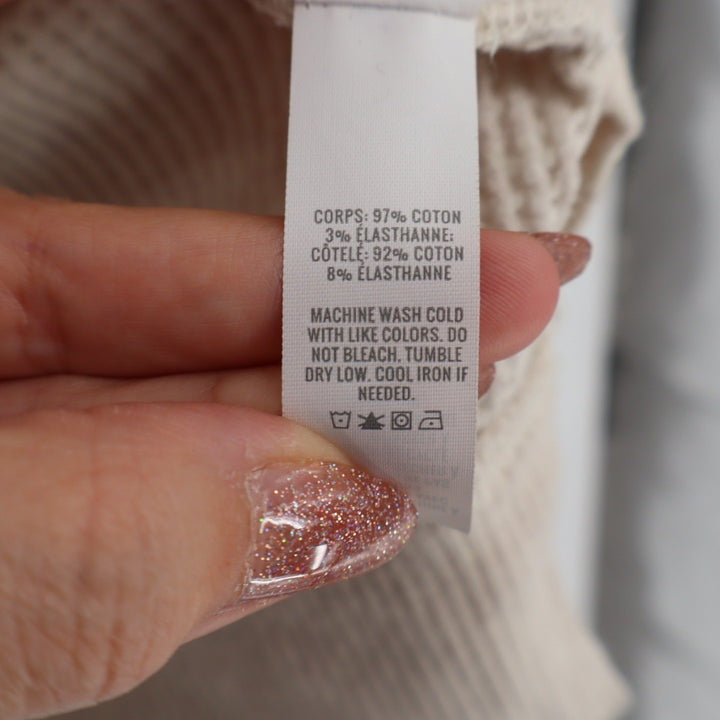 CORPS: 97% COTON
3% ÉLASTHANNE;
CÔTELÉ: 92% COTON
8% ÉLASTHANNE
MACHINE WASH COLD
WITH LIKE COLORS. DO
NOT BLEACH. TUMBLE
DRY LOW. COOL IRON IF
NEEDED.